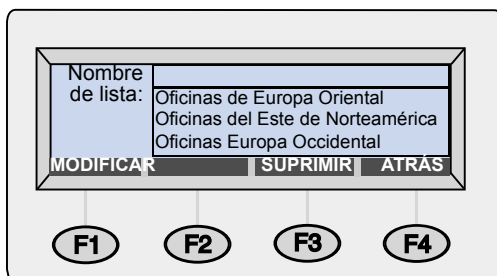 Nombre
de lista:
Oficinas de Europa Oriental
Oficinas del Este de Norteamérica
Oficinas Europa Occidental
MODIFICAR SUPRIMIR ATRÁS
F1 F2 F3 F4